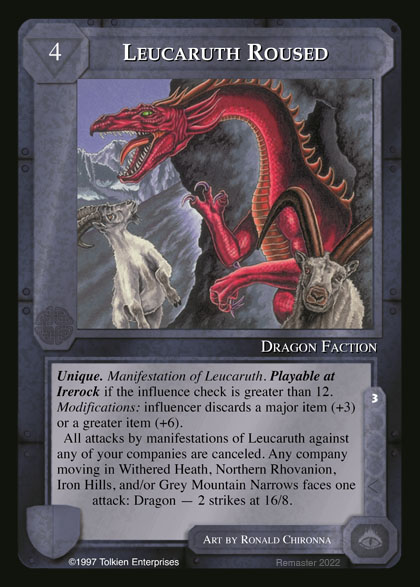 4
LEUCARUTH ROUSED
DRAGON FACTION
Unique. Manifestation of Leucaruth. Playable at
Irerock if the influence check is greater than 12.
Modifications: influencer discards a major item (+3)
or a greater item (+6).
All attacks by manifestations of Leucaruth against
any of your companies are canceled. Any company
moving in Withered Heath, Northern Rhovanion,
Iron Hills, and/or Grey Mountain Narrows faces one
attack: Dragon — 2 strikes at 16/8.
3
ART BY RONALD CHIRONNA
©1997 Tolkien Enterprises
Remaster 2022